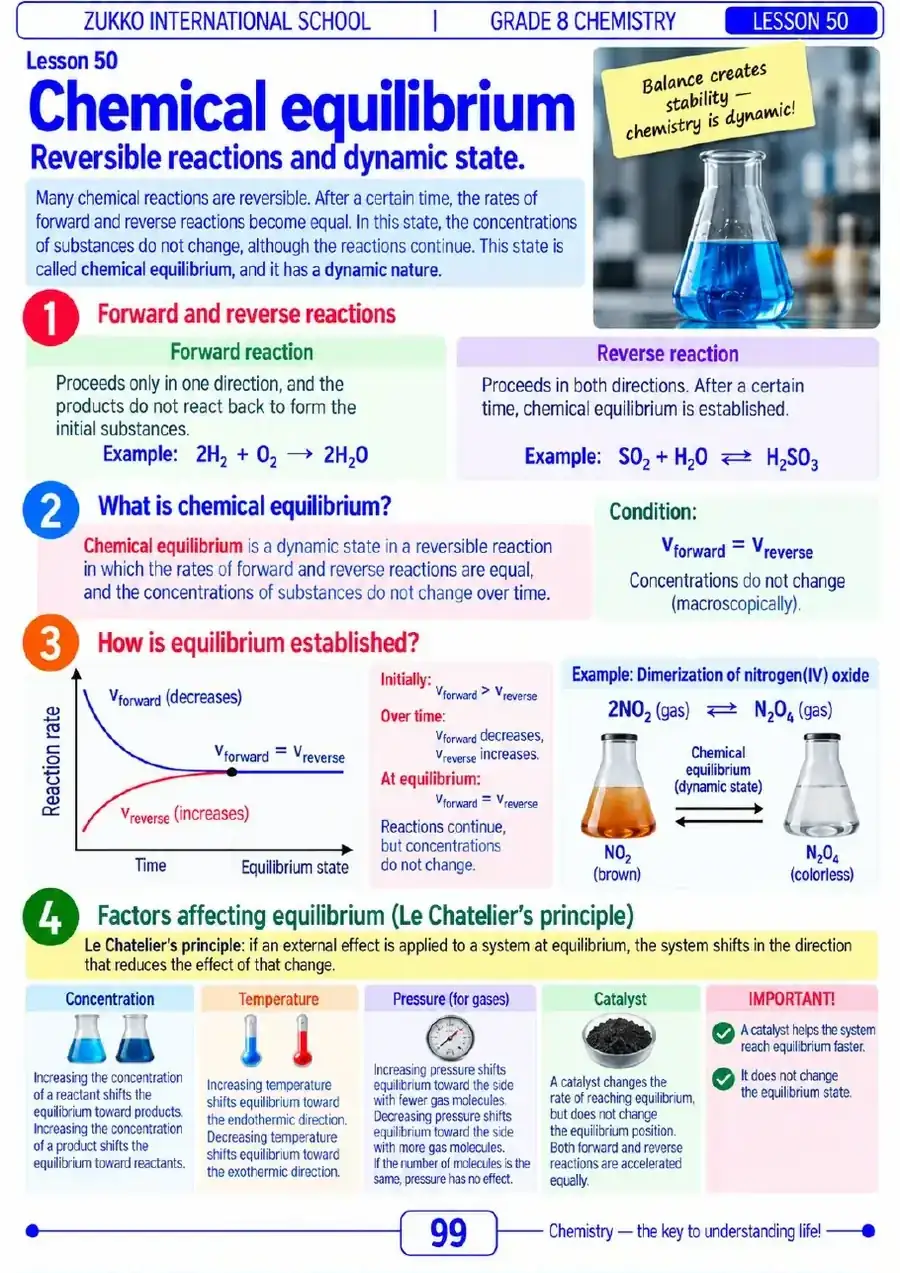 ZUKKO INTERNATIONAL SCHOOL | GRADE 8 CHEMISTRY LESSON 50
Lesson 50
Chemical equilibrium
Reversible reactions and dynamic state.
Balance creates
stability —
chemistry is dynamic!
Many chemical reactions are reversible. After a certain time, the rates of
forward and reverse reactions become equal. In this state, the concentrations
of substances do not change, although the reactions continue. This state is
called chemical equilibrium, and it has a dynamic nature.
1 Forward and reverse reactions
Forward reaction
Proceeds only in one direction, and the
products do not react back to form the
initial substances.
Example: 2H₂ + O₂ → 2H₂O
Reverse reaction
Proceeds in both directions. After a certain
time, chemical equilibrium is established.
Example: SO₂ + H₂O ⇌ H₂SO₃
2 What is chemical equilibrium?
Chemical equilibrium is a dynamic state in a reversible reaction
in which the rates of forward and reverse reactions are equal,
and the concentrations of substances do not change over time.
Condition:
Vforward = Vreverse
Concentrations do not change
(macroscopically).
3 How is equilibrium established?
Reaction rate
Vforward (decreases)
Vforward = Vreverse
Vreverse (increases)
Time
Equilibrium state
Initially:
Vforward > Vreverse
Over time:
Vforward decreases,
Vreverse increases.
At equilibrium:
Vforward = Vreverse
Reactions continue,
but concentrations
do not change.
Example: Dimerization of nitrogen(IV) oxide
2NO₂ (gas) ⇌ N₂O₄ (gas)
Chemical
equilibrium
(dynamic state)
NO₂
(brown)
N₂O₄
(colorless)
4 Factors affecting equilibrium (Le Chatelier's principle)
Le Chatelier's principle: if an external effect is applied to a system at equilibrium, the system shifts in the direction
that reduces the effect of that change.
Concentration
Increasing the concentration
of a reactant shifts the
equilibrium toward products.
Increasing the concentration
of a product shifts the
equilibrium toward reactants.
Temperature
Increasing temperature
shifts equilibrium toward
the endothermic direction.
Decreasing temperature
shifts equilibrium toward
the exothermic direction.
Pressure (for gases)
Increasing pressure shifts
equilibrium toward the side
with fewer gas molecules.
Decreasing pressure shifts
equilibrium toward the side
with more gas molecules.
If the number of molecules is the
same, pressure has no effect.
Catalyst
A catalyst changes the
rate of reaching equilibrium,
but does not change
the equilibrium position.
Both forward and reverse
reactions are accelerated
equally.
IMPORTANT!
A catalyst helps the system
reach equilibrium faster.
It does not change
the equilibrium state.
99
Chemistry — the key to understanding life!